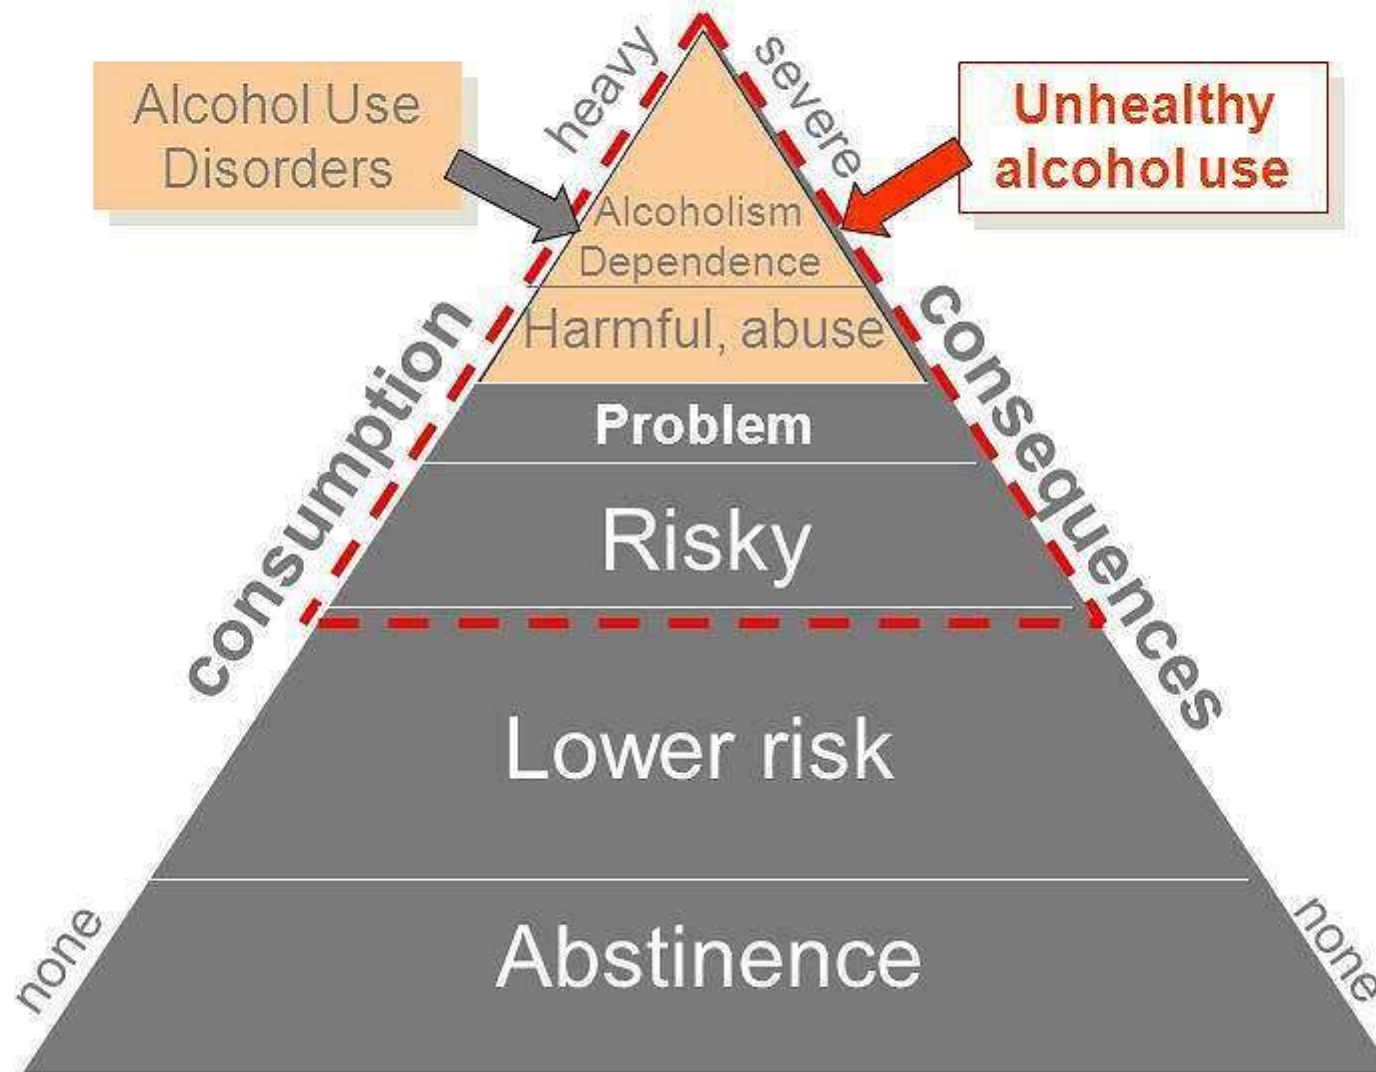 heavy
severe
Alcohol Use
Disorders
Unhealthy
alcohol use
Alcoholism
Dependence
Harmful, abuse
consumption
consequences
Problem
Risky
Lower risk
none
none
Abstinence